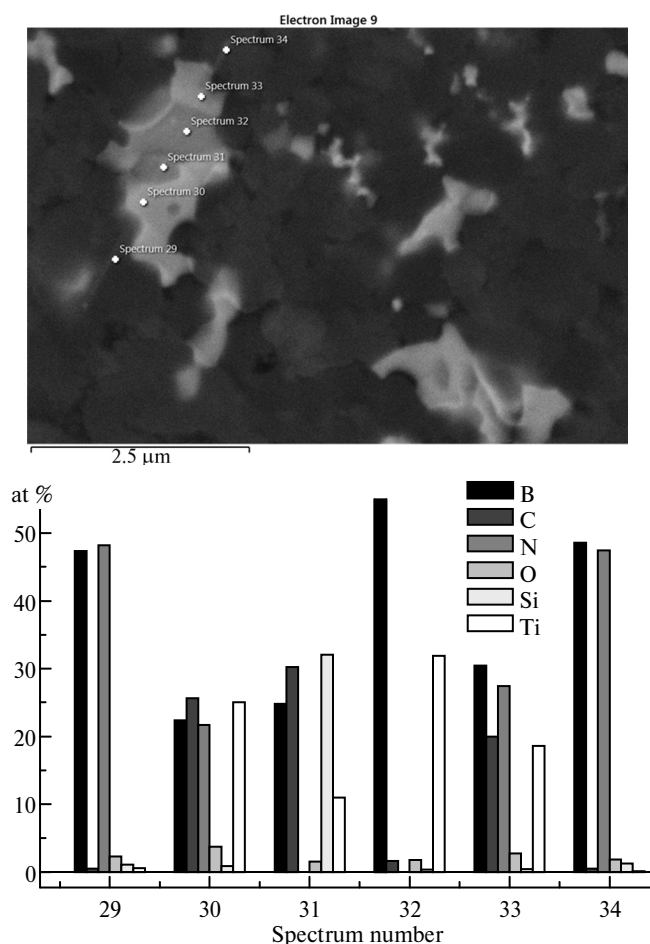 Electron Image 9
Spectrum 34
Spectrum 33
Spectrum 32
Spectrum 31
Spectrum 30
Spectrum 29
2.5 μm
at %
50
40
30
20
10
0
B
C
N
O
Si
Ti
29 30 31 32 33 34
Spectrum number